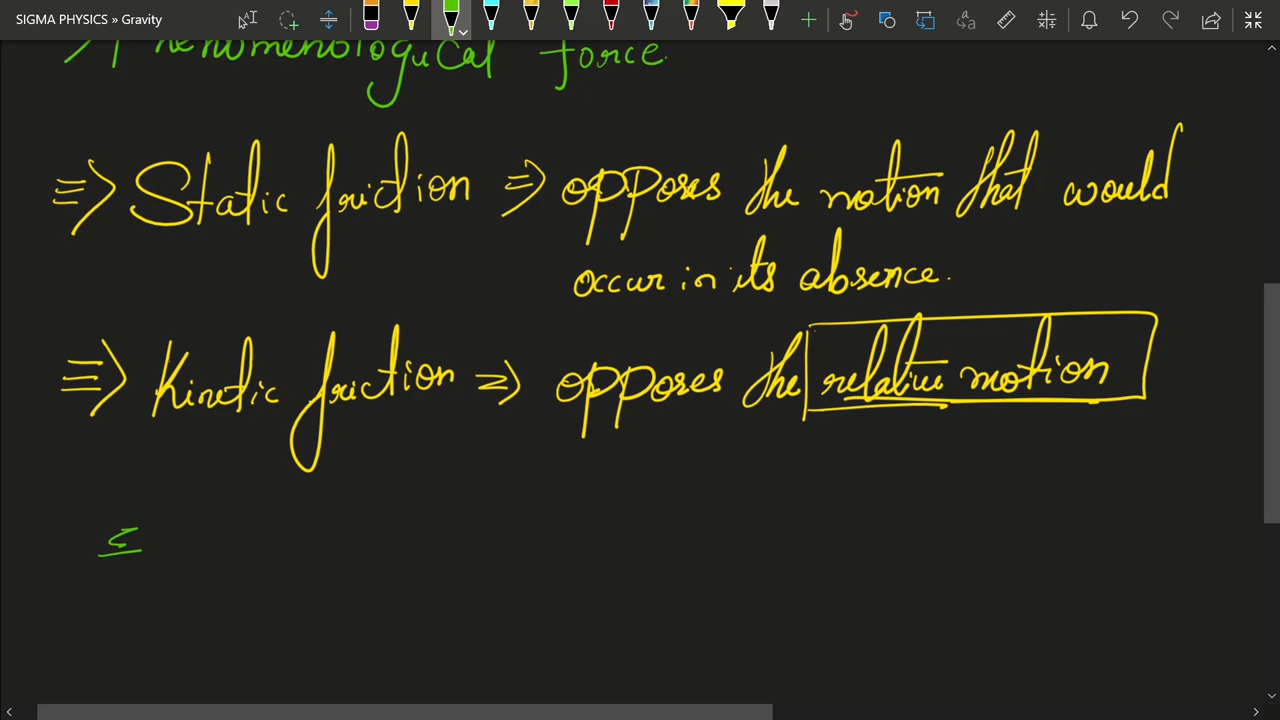 SIGMA PHYSICS » Gravity
⇒ Phenomenological force.
⇒ Static friction ⇒ opposes the motion that would
occur in its absence.
⇒ Kinetic friction ⇒ opposes the relative motion